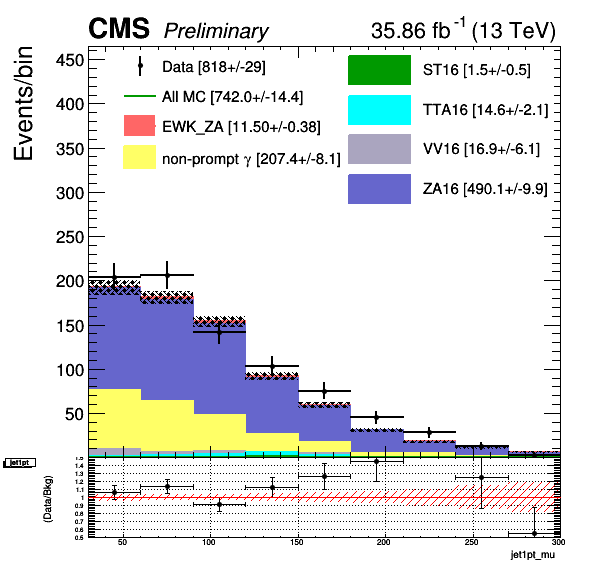 CMS Preliminary 35.86 fb⁻¹ (13 TeV)
Events/bin
450
400
350
300
250
200
150
100
50
Data [818+/-29]
All MC [742.0+/-14.4]
EWK_ZA [11.50+/-0.38]
non-prompt γ [207.4+/-8.1]
ST16 [1.5+/-0.5]
TTA16 [14.6+/-2.1]
VV16 [16.9+/-6.1]
ZA16 [490.1+/-9.9]
jet1pt
(Data/Bkg)
1.5
1.4
1.3
1.2
1.1
1
0.9
0.8
0.7
0.6
0.5
50 100 150 200 250 300
jet1pt_mu